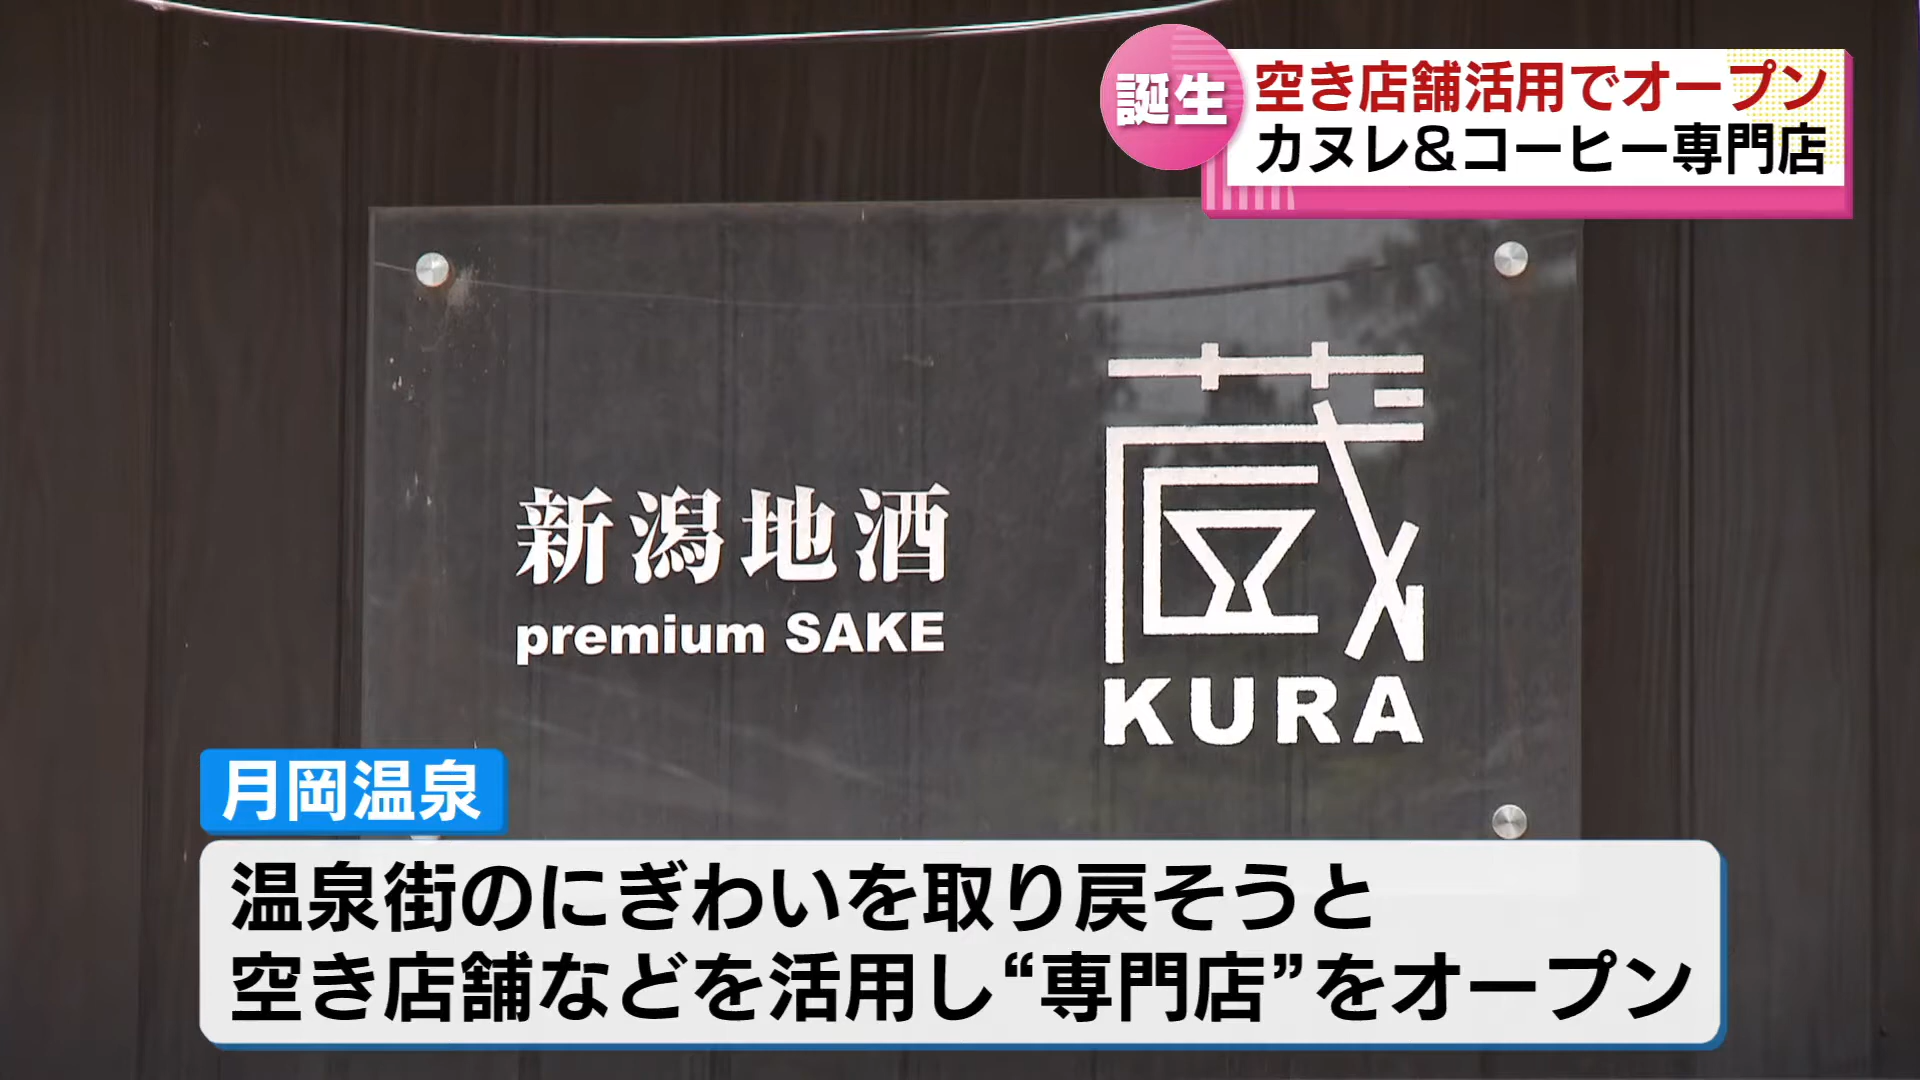 誕生
空き店舗活用でオープン
カヌレ&コーヒー専門店
新潟地酒
premium SAKE
蔵
KURA
月岡温泉
温泉街のにぎわいを取り戻そうと
空き店舗などを活用し“専門店”をオープン